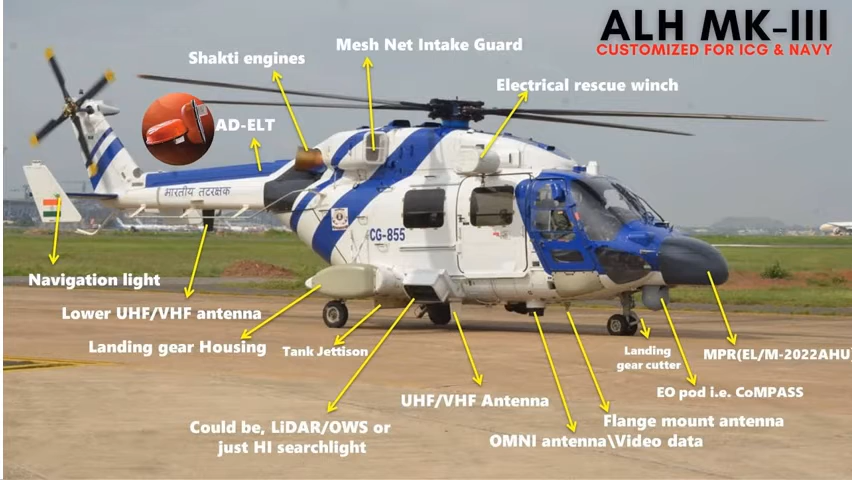 ALH MK-III
CUSTOMIZED FOR ICG & NAVY
Mesh Net Intake Guard
Shakti engines
Electrical rescue winch
AD-ELT
भारतीय तटरक्षक
CG-855
Navigation light
Lower UHF/VHF antenna
Landing gear Housing
Tank Jettison
Landing
gear cutter
MPR(EL/M-2022AHU)
EO pod i.e. CoMPASS
UHF/VHF Antenna
Flange mount antenna
Could be, LiDAR/OWS or
just HI searchlight
OMNI antenna\Video data